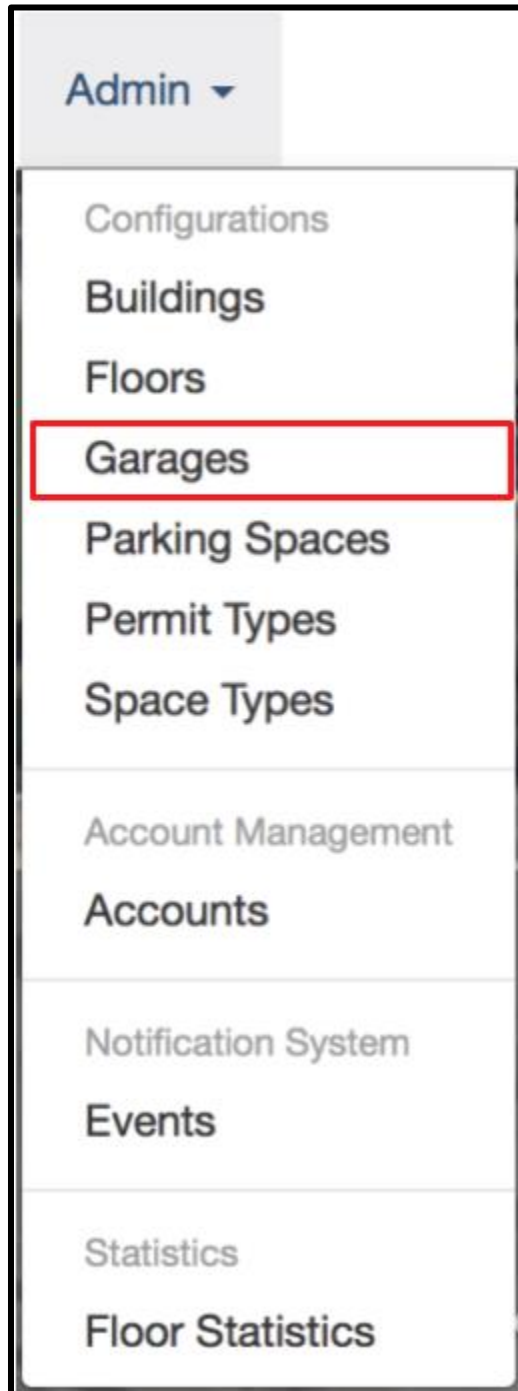 Admin
Configurations
Buildings
Floors
Garages
Parking Spaces
Permit Types
Space Types
Account Management
Accounts
Notification System
Events
Statistics
Floor Statistics